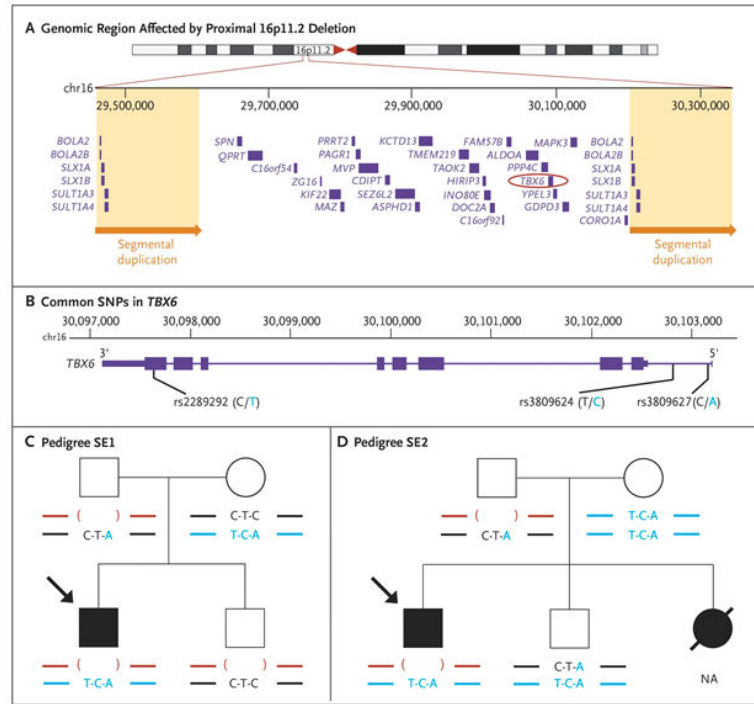 A Genomic Region Affected by Proximal 16p11.2 Deletion
16p11.2
chr16
29,500,000 29,700,000 29,900,000 30,100,000 30,300,000
BOLA2 SPN PRRT2 KCTD13 FAM57B MAPK3 BOLA2
BOLA2B QPRT PAGR1 TMEM219 ALDOA BOLA2B
SLX1A C16orf54 MVP TAOK2 PPP4C SLX1A
SLX1B ZG16 CDIPT HIRIP3 TBX6 SLX1B
SULT1A3 KIF22 SEZ6L2 INO80E YPEL3 SULT1A3
SULT1A4 MAZ ASPHD1 DOC2A GDPD3 SULT1A4
C16orf92 CORO1A
Segmental Segmental
duplication duplication
B Common SNPs in TBX6
30,097,000 30,098,000 30,099,000 30,100,000 30,101,000 30,102,000 30,103,000
chr16
3' 5'
TBX6
rs2289292 (C/T) rs3809624 (T/C) rs3809627 (C/A)
C Pedigree SE1
( ) C-T-C
C-T-A T-C-A
( ) ( )
T-C-A C-T-C
D Pedigree SE2
( ) T-C-A
C-T-A T-C-A
( ) C-T-A
T-C-A T-C-A
NA